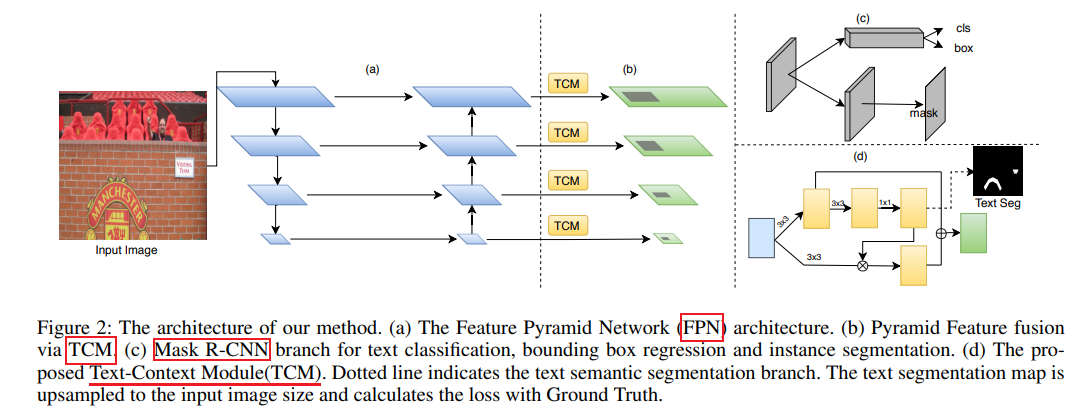 (a)
(b)
(c)
cls
box
mask
TCM
TCM
TCM
TCM
VISITING
TEAM
MANCHESTER
Input Image
(d)
3x3
3x3
1x1
3x3
Text Seg
Figure 2: The architecture of our method. (a) The Feature Pyramid Network (FPN) architecture. (b) Pyramid Feature fusion
via TCM. (c) Mask R-CNN branch for text classification, bounding box regression and instance segmentation. (d) The pro-
posed Text-Context Module(TCM). Dotted line indicates the text semantic segmentation branch. The text segmentation map is
upsampled to the input image size and calculates the loss with Ground Truth.